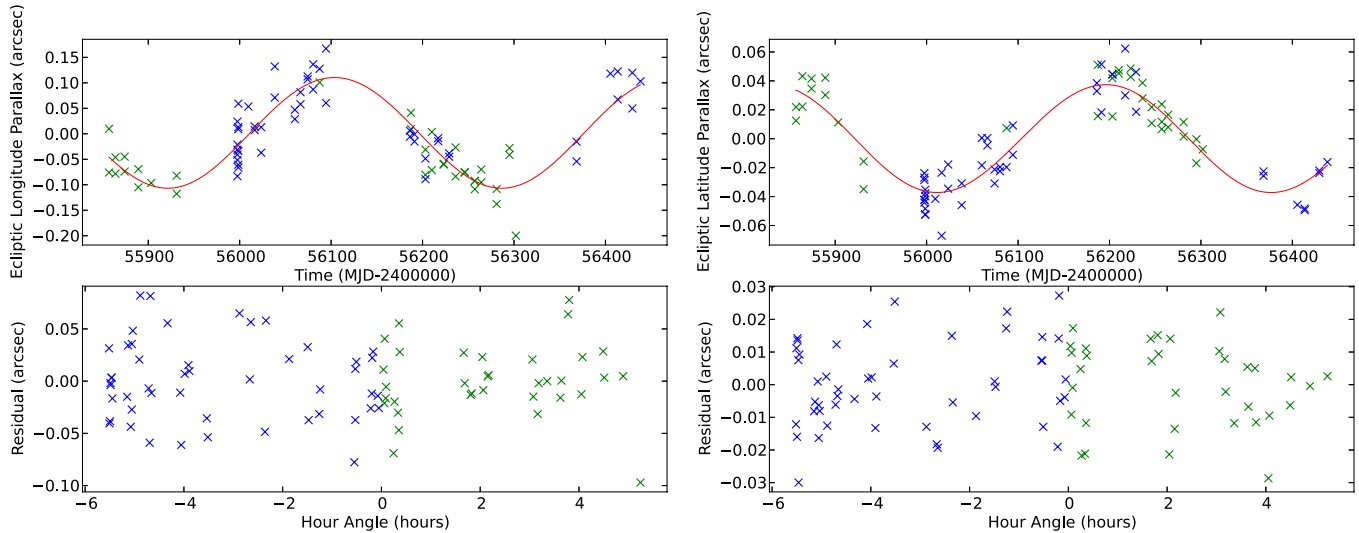 Ecliptic Longitude Parallax (arcsec)
0.15
0.10
0.05
0.00
−0.05
−0.10
−0.15
−0.20
55900 56000 56100 56200 56300 56400
Time (MJD-2400000)
Ecliptic Latitude Parallax (arcsec)
0.06
0.04
0.02
0.00
−0.02
−0.04
−0.06
55900 56000 56100 56200 56300 56400
Time (MJD-2400000)
Residual (arcsec)
0.05
0.00
−0.05
−0.10
−6 −4 −2 0 2 4
Hour Angle (hours)
Residual (arcsec)
0.03
0.02
0.01
0.00
−0.01
−0.02
−0.03
−6 −4 −2 0 2 4
Hour Angle (hours)